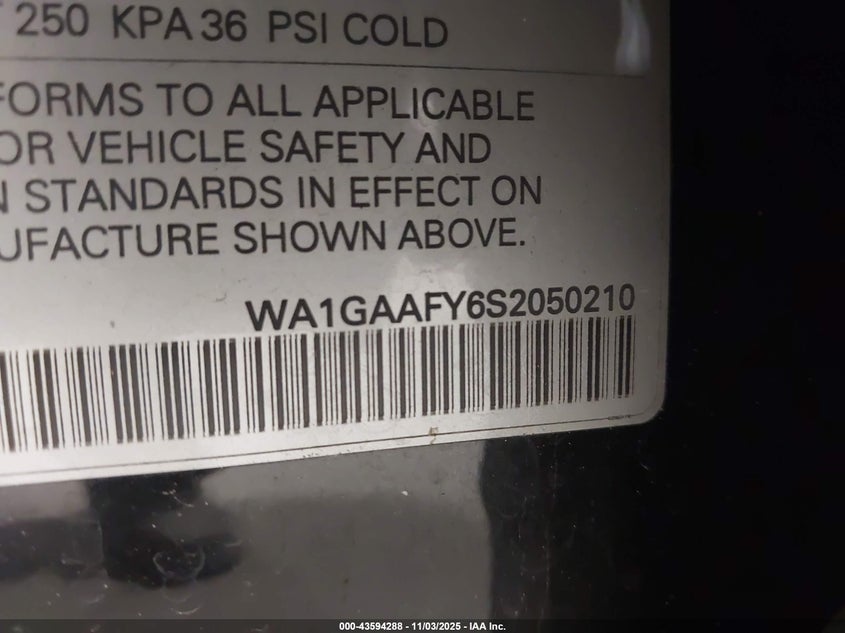 250 KPA 36 PSI COLD
FORMS TO ALL APPLICABLE
OR VEHICLE SAFETY AND
N STANDARDS IN EFFECT ON
UFACTURE SHOWN ABOVE.
WA1GAAFY6S2050210
000-43594288 - 11/03/2025 - IAA Inc.